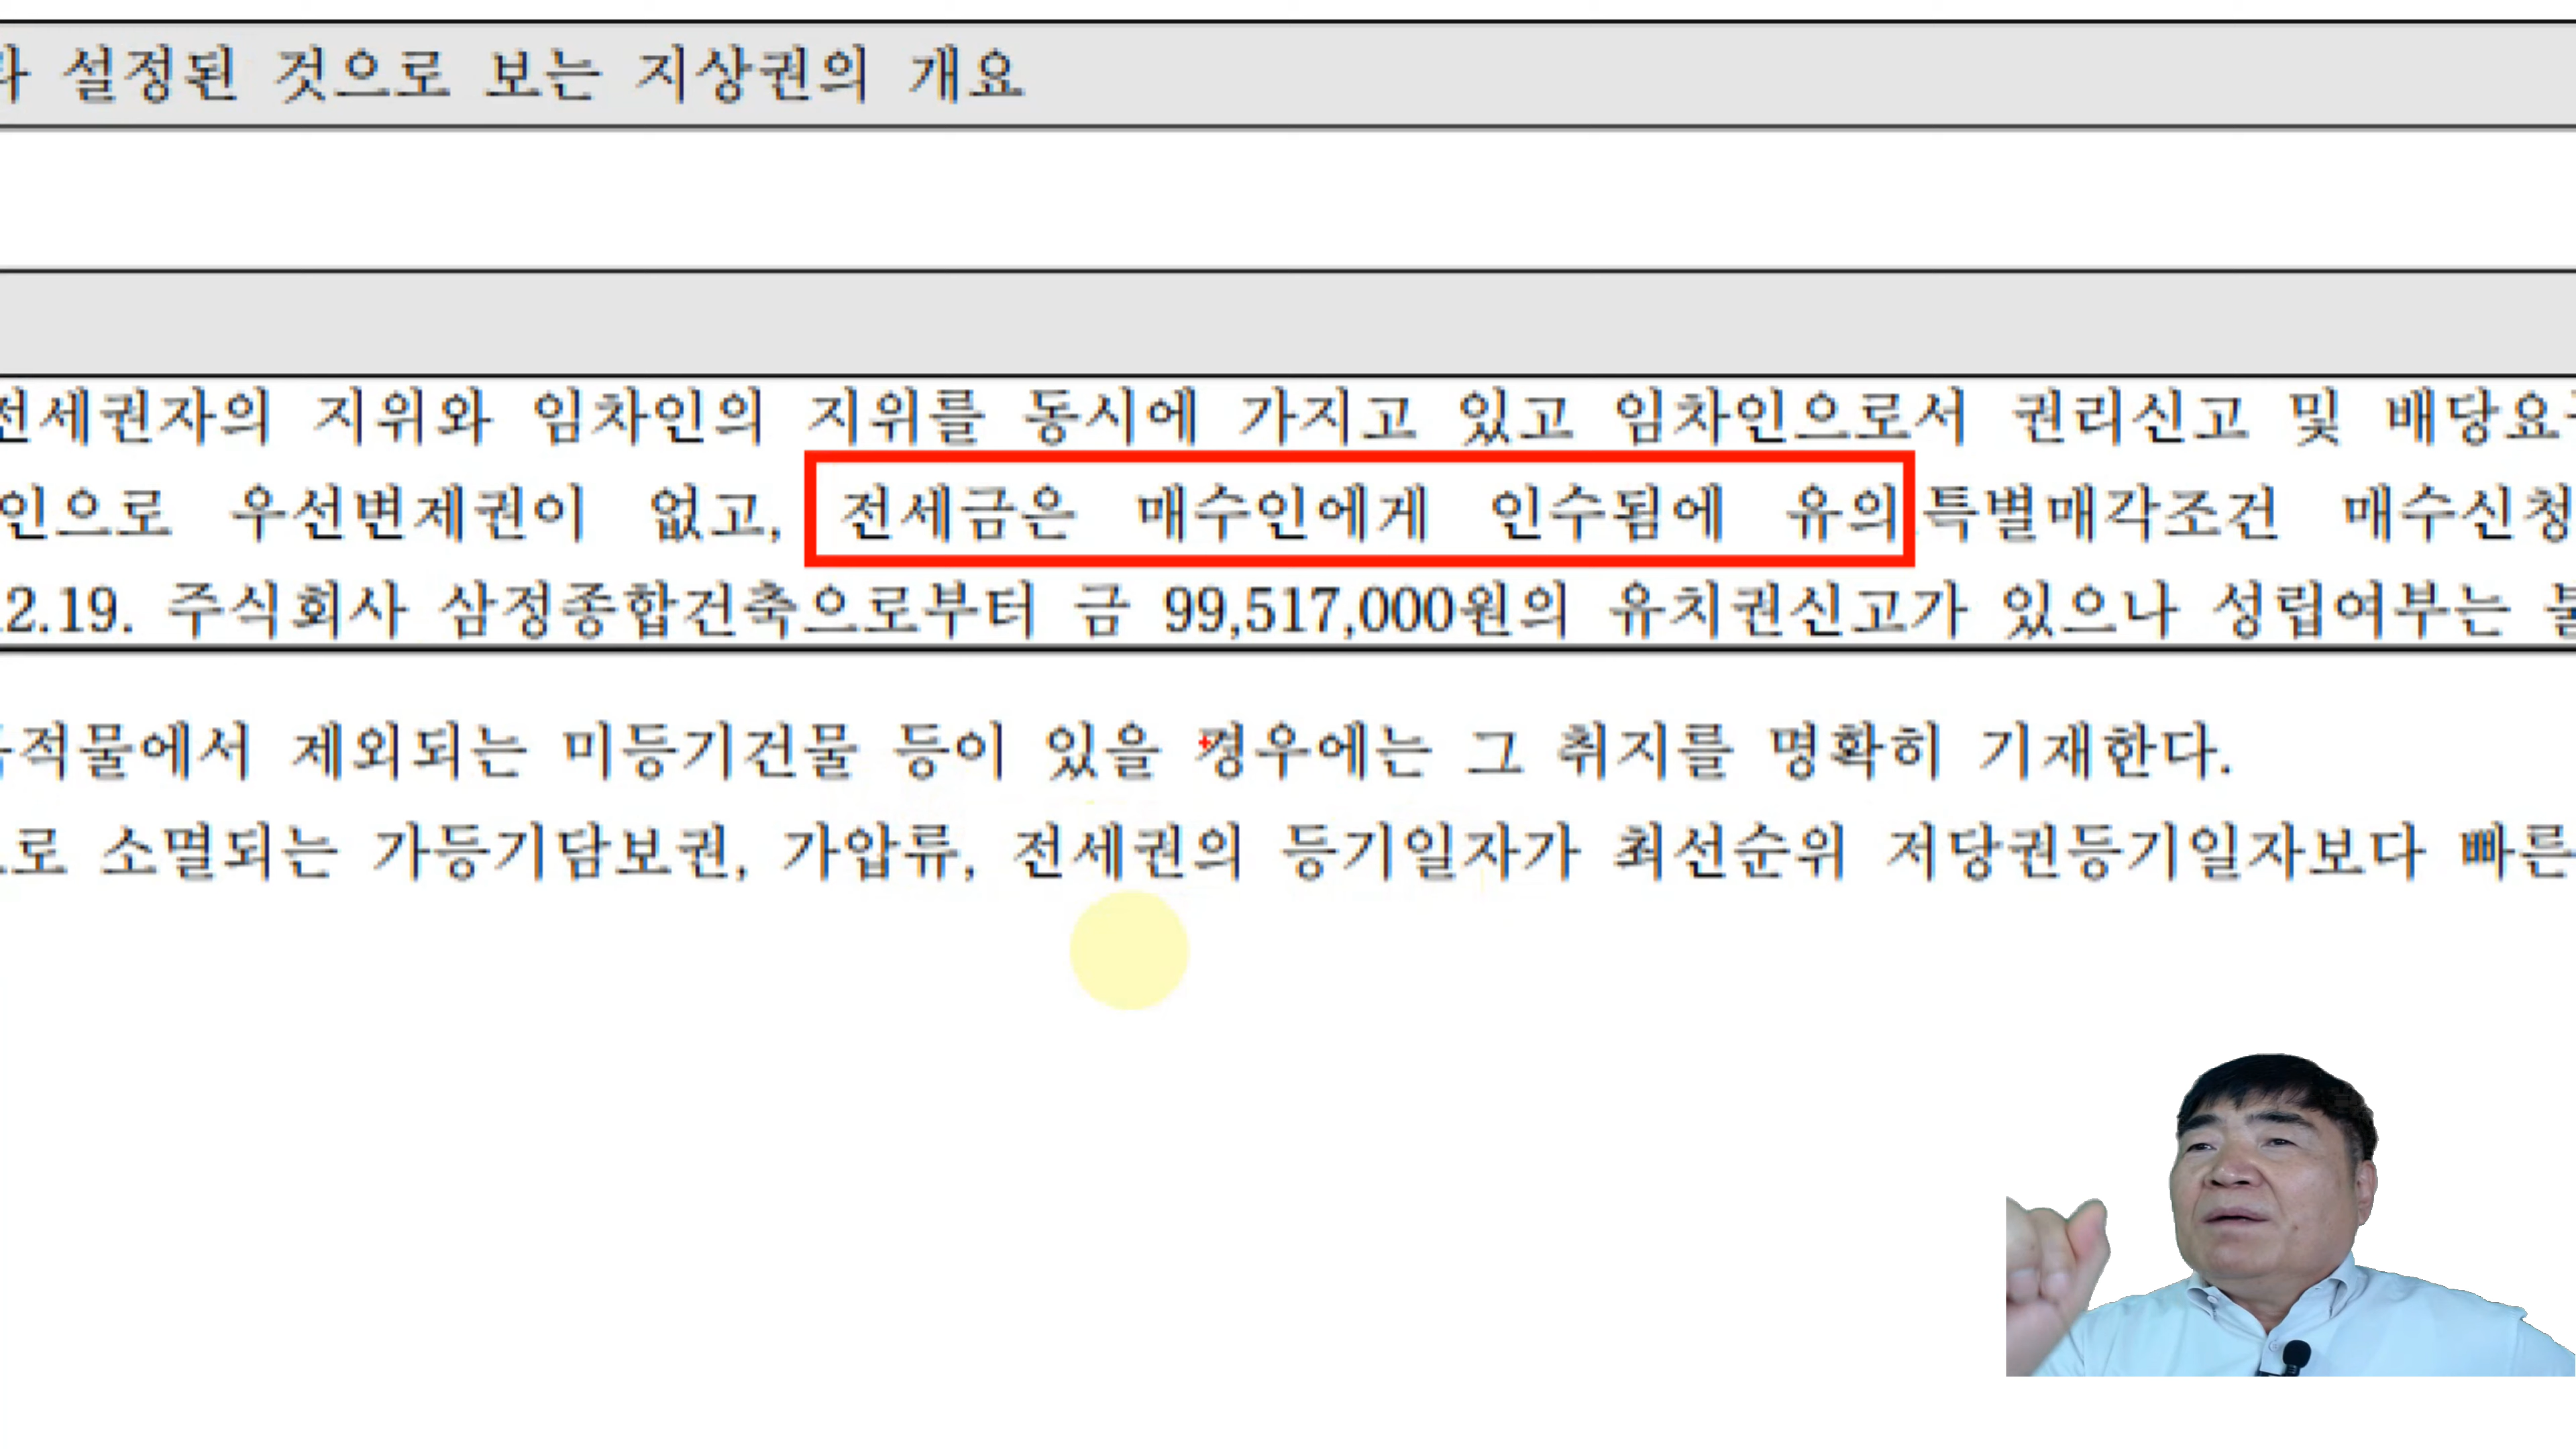 설정된 것으로 보는 지상권의 개요
전세권자의 지위와 임차인의 지위를 동시에 가지고 있고 임차인으로서 권리신고 및 배당요
인으로 우선변제권이 없고, 전세금은 매수인에게 인수됨에 유의 특별매각조건 매수신청
2.19. 주식회사 삼정종합건축으로부터 금 99,517,000원의 유치권신고가 있으나 성립여부는
적물에서 제외되는 미등기건물 등이 있을 경우에는 그 취지를 명확히 기재한다.
로 소멸되는 가등기담보권, 가압류, 전세권의 등기일자가 최선순위 저당권등기일자보다 빠른